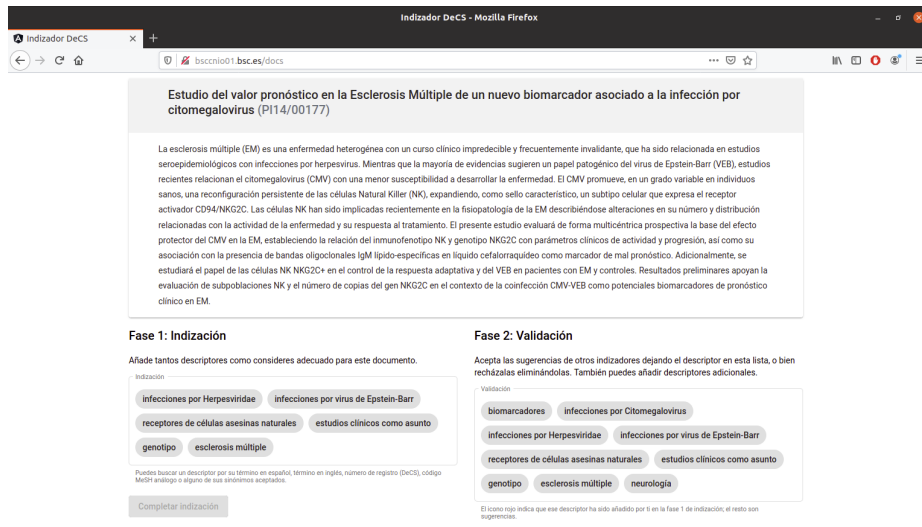 Indizador DeCS - Mozilla Firefox
Indizador DeCS
bsccnio01.bsc.es/docs
Estudio del valor pronóstico en la Esclerosis Múltiple de un nuevo biomarcador asociado a la infección por
citomegalovirus (PI14/00177)
La esclerosis múltiple (EM) es una enfermedad heterogénea con un curso clínico impredecible y frecuentemente invalidante, que ha sido relacionada en estudios
seroepidemiológicos con infecciones por herpesvirus. Mientras que la mayoría de evidencias sugieren un papel patogénico del virus de Epstein-Barr (VEB), estudios
recientes relacionan el citomegalovirus (CMV) con una menor susceptibilidad a desarrollar la enfermedad. El CMV promueve, en un grado variable en individuos
sanos, una reconfiguración persistente de las células Natural Killer (NK), expandiendo, como sello característico, un subtipo celular que expresa el receptor
activador CD94/NKG2C. Las células NK han sido implicadas recientemente en la fisiopatología de la EM describiéndose alteraciones en su número y distribución
relacionadas con la actividad de la enfermedad y su respuesta al tratamiento. El presente estudio evaluará de forma multicéntrica prospectiva la base del efecto
protector del CMV en la EM, estableciendo la relación del inmunofenotipo NK y genotipo NKG2C con parámetros clínicos de actividad y progresión, así como su
asociación con la presencia de bandas oligoclonales IgM lípido-específicas en líquido cefalorraquídeo como marcador de mal pronóstico. Adicionalmente, se
estudiará el papel de las células NK NKG2C+ en el control de la respuesta adaptativa y del VEB en pacientes con EM y controles. Resultados preliminares apoyan la
evaluación de subpoblaciones NK y el número de copias del gen NKG2C en el contexto de la coinfección CMV-VEB como potenciales biomarcadores de pronóstico
clínico en EM.
Fase 1: Indización
Añade tantos descriptores como consideres adecuado para este documento.
Indización
infecciones por Herpesviridae infecciones por virus de Epstein-Barr
receptores de células asesinas naturales estudios clínicos como asunto
genotipo esclerosis múltiple
Puedes buscar un descriptor por su término en español, término en inglés, número de registro (DeCS), código
MeSH análogo o alguno de sus sinónimos aceptados.
Completar indización
Fase 2: Validación
Acepta las sugerencias de otros indizadores dejando el descriptor en esta lista, o bien
recházalas eliminándolas. También puedes añadir descriptores adicionales.
Validación
biomarcadores infecciones por Citomegalovirus
infecciones por Herpesviridae infecciones por virus de Epstein-Barr
receptores de células asesinas naturales estudios clínicos como asunto
genotipo esclerosis múltiple neurología
El icono rojo indica que ese descriptor ha sido añadido por ti en la fase 1 de indización; el resto son
sugerencias.